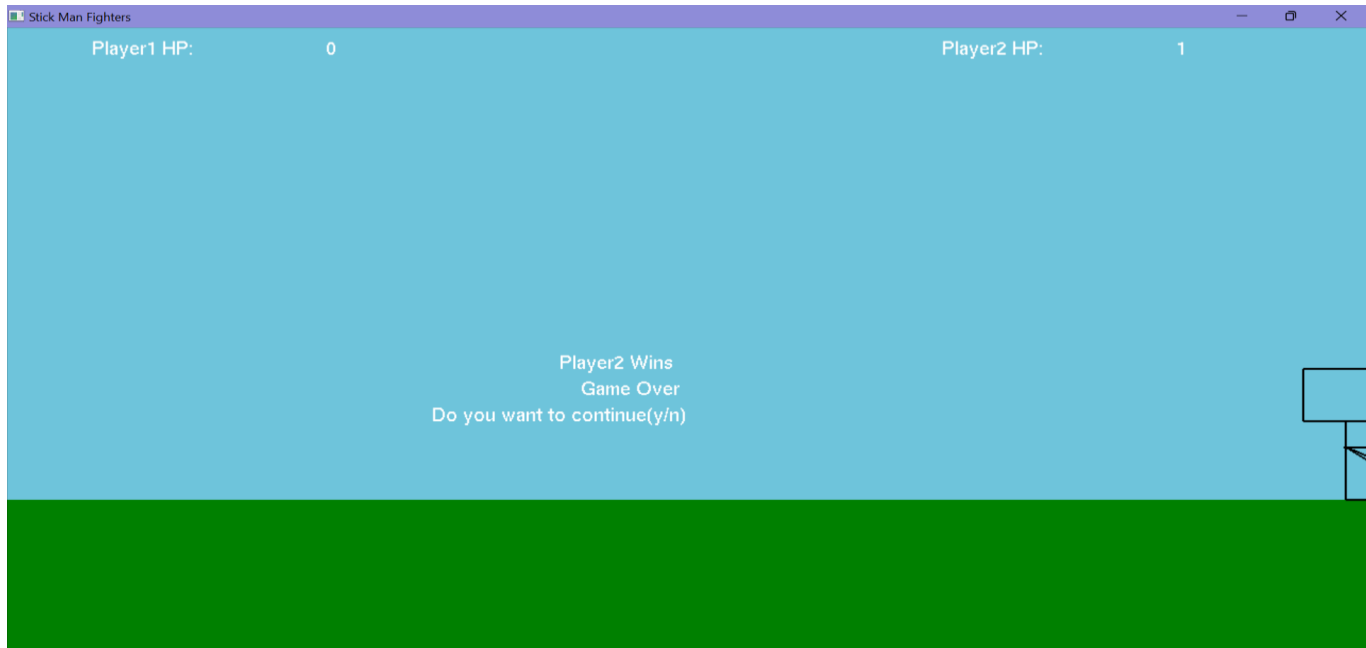 Stick Man Fighters
Player1 HP: 0 Player2 HP: 1
Player2 Wins
Game Over
Do you want to continue(y/n)